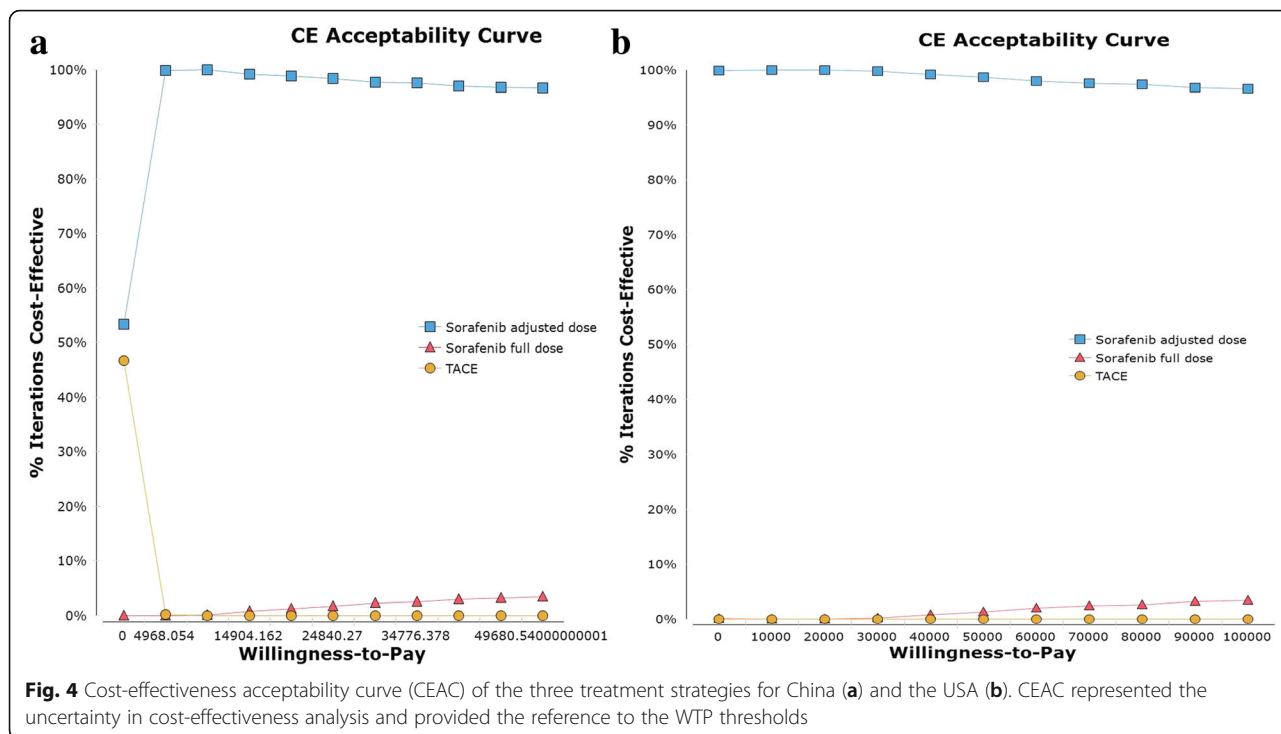 a
CE Acceptability Curve
100%
90%
80%
70%
60%
50%
40%
30%
20%
10%
0%
% Iterations Cost-Effective
Sorafenib adjusted dose
Sorafenib full dose
TACE
0 4968.054 14904.162 24840.27 34776.378 49680.54000000001
Willingness-to-Pay
b
CE Acceptability Curve
100%
90%
80%
70%
60%
50%
40%
30%
20%
10%
0%
% Iterations Cost-Effective
Sorafenib adjusted dose
Sorafenib full dose
TACE
0 10000 20000 30000 40000 50000 60000 70000 80000 90000 100000
Willingness-to-Pay
Fig. 4 Cost-effectiveness acceptability curve (CEAC) of the three treatment strategies for China (a) and the USA (b). CEAC represented the
uncertainty in cost-effectiveness analysis and provided the reference to the WTP thresholds